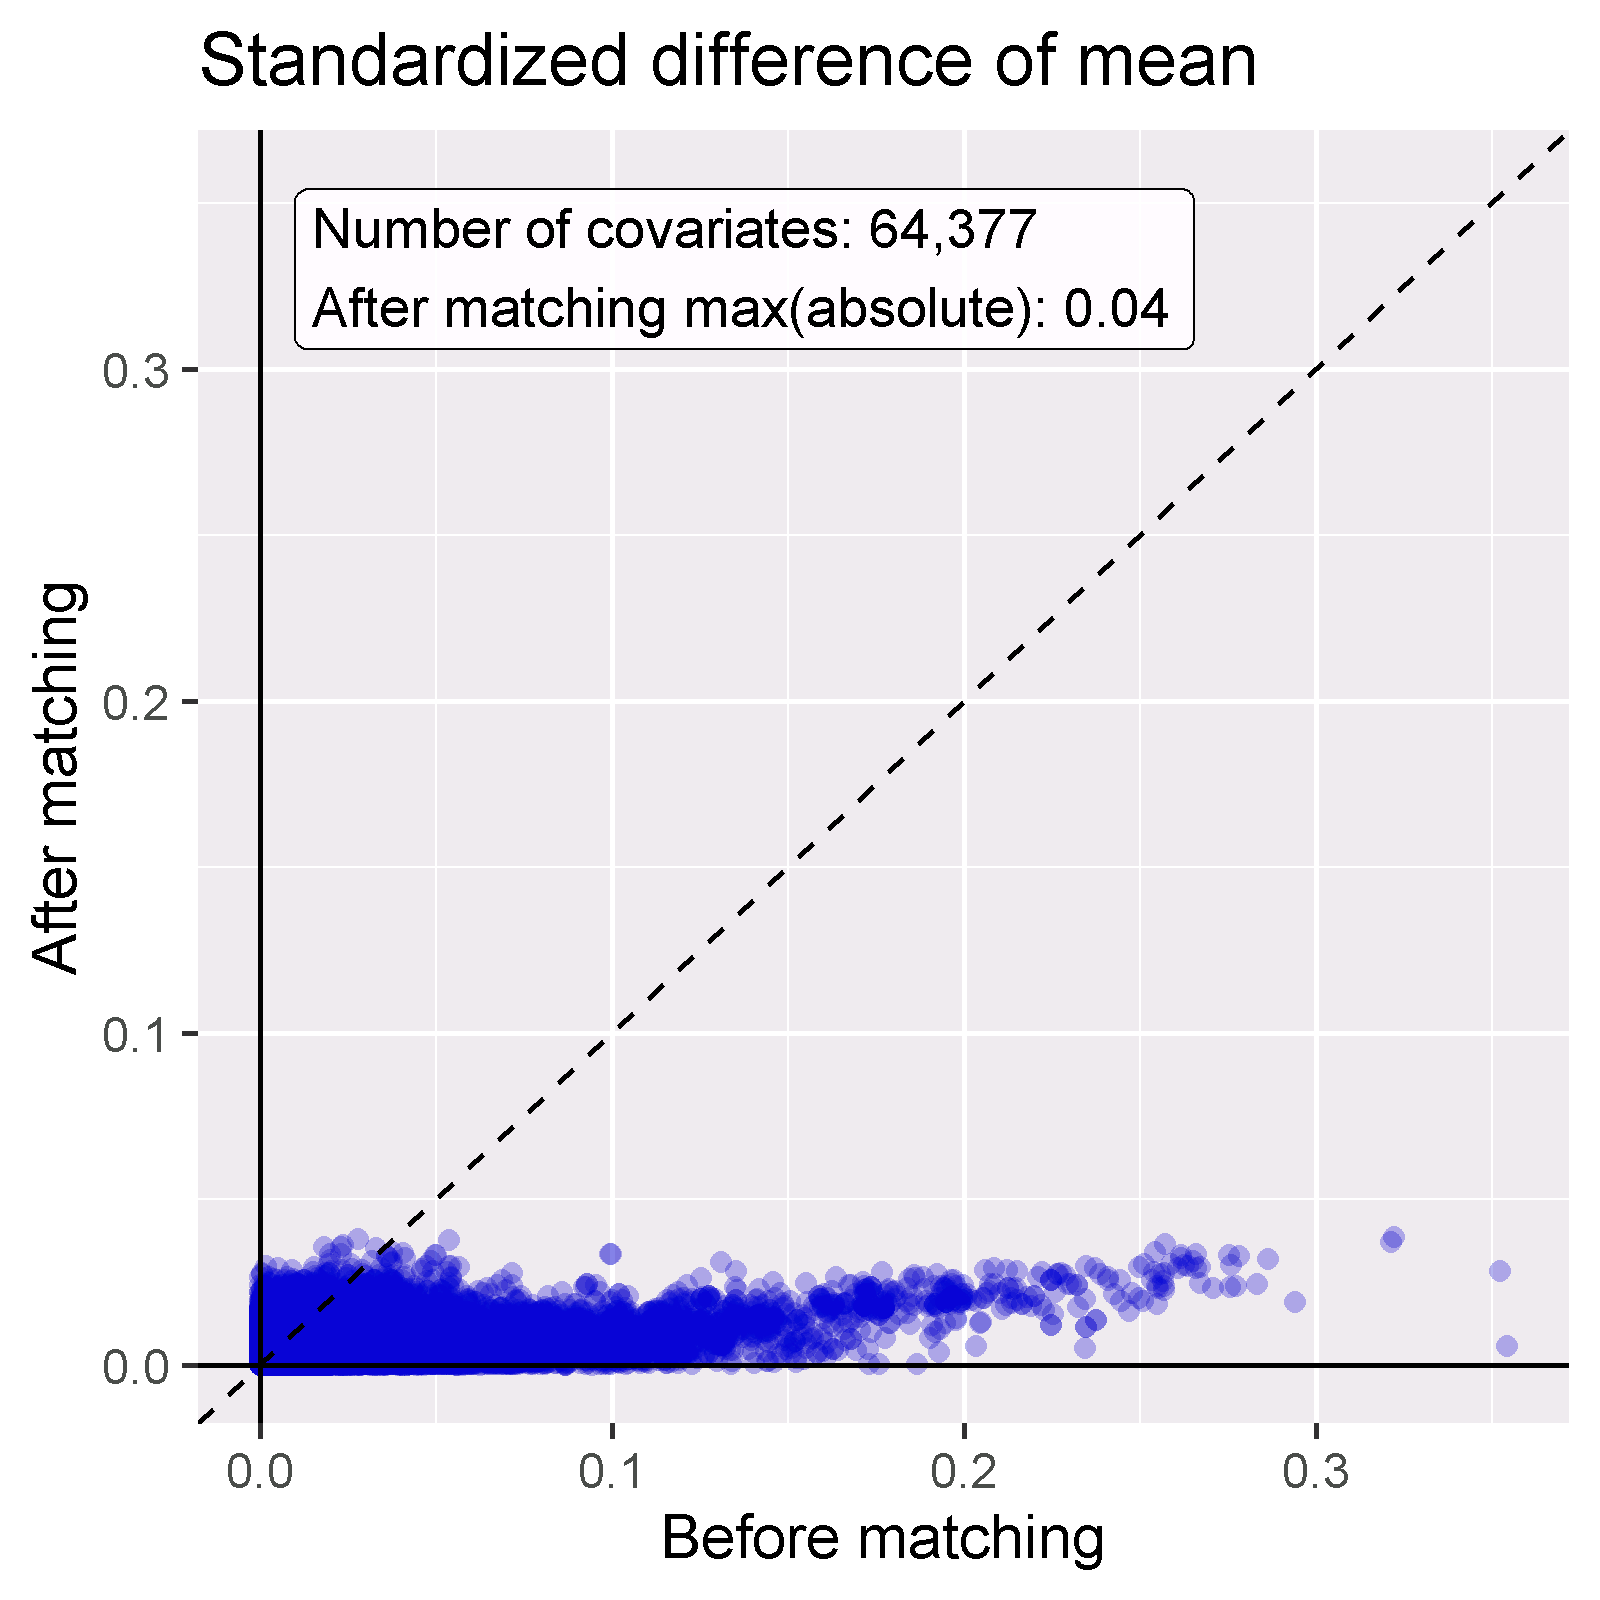 Standardized difference of mean
Number of covariates: 64,377
After matching max(absolute): 0.04
After matching
0.3
0.2
0.1
0.0
0.0
0.1
0.2
0.3
Before matching